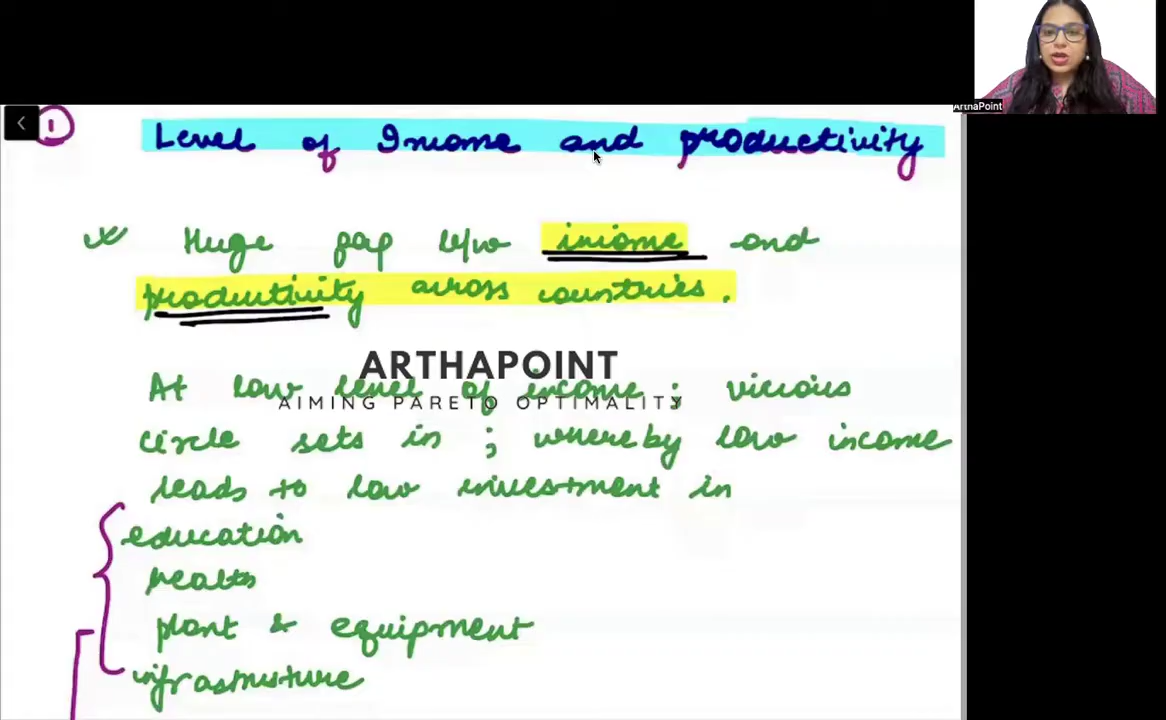 ArthaPoint
1
Level of Income and productivity
Huge gap b/w income and
productivity across countries.
ARTHAPOINT
AIMING PARETO OPTIMALITY
At low level of income ; vicious
circle sets in ; whereby low income
leads to low investment in
education
health
plant & equipment
infrastructure